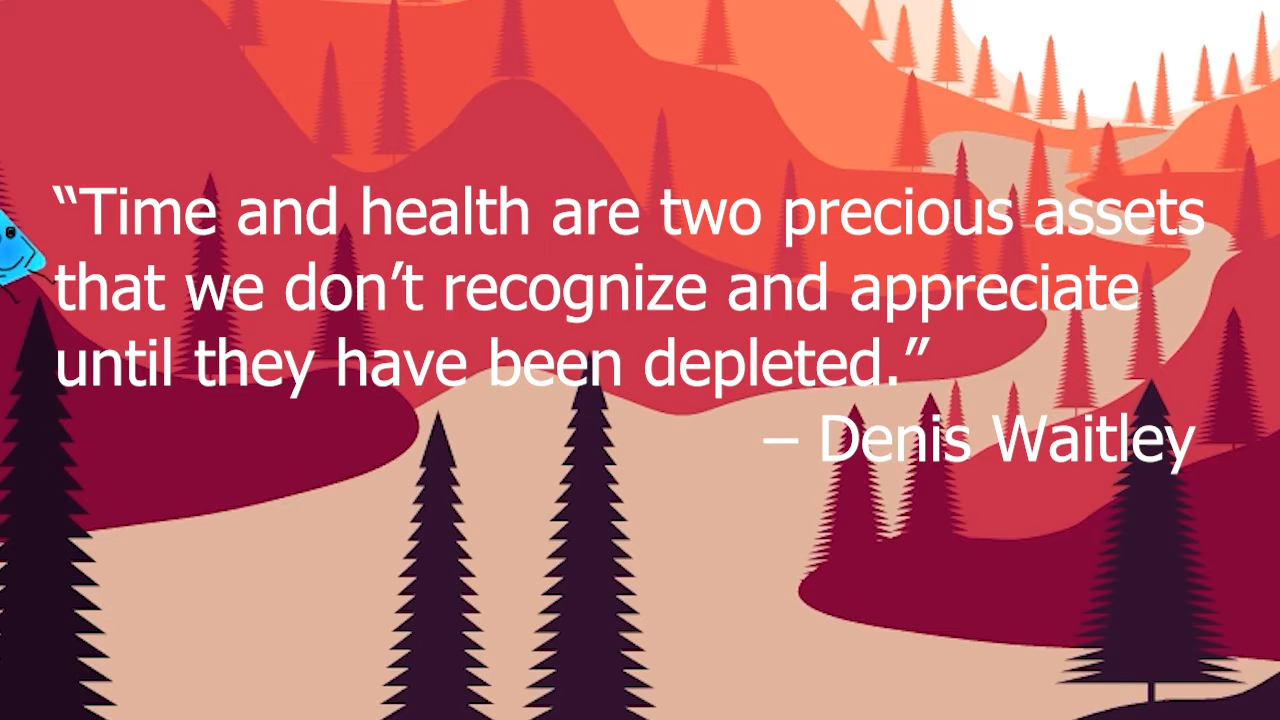 “Time and health are two precious assets
that we don’t recognize and appreciate
until they have been depleted.”
– Denis Waitley